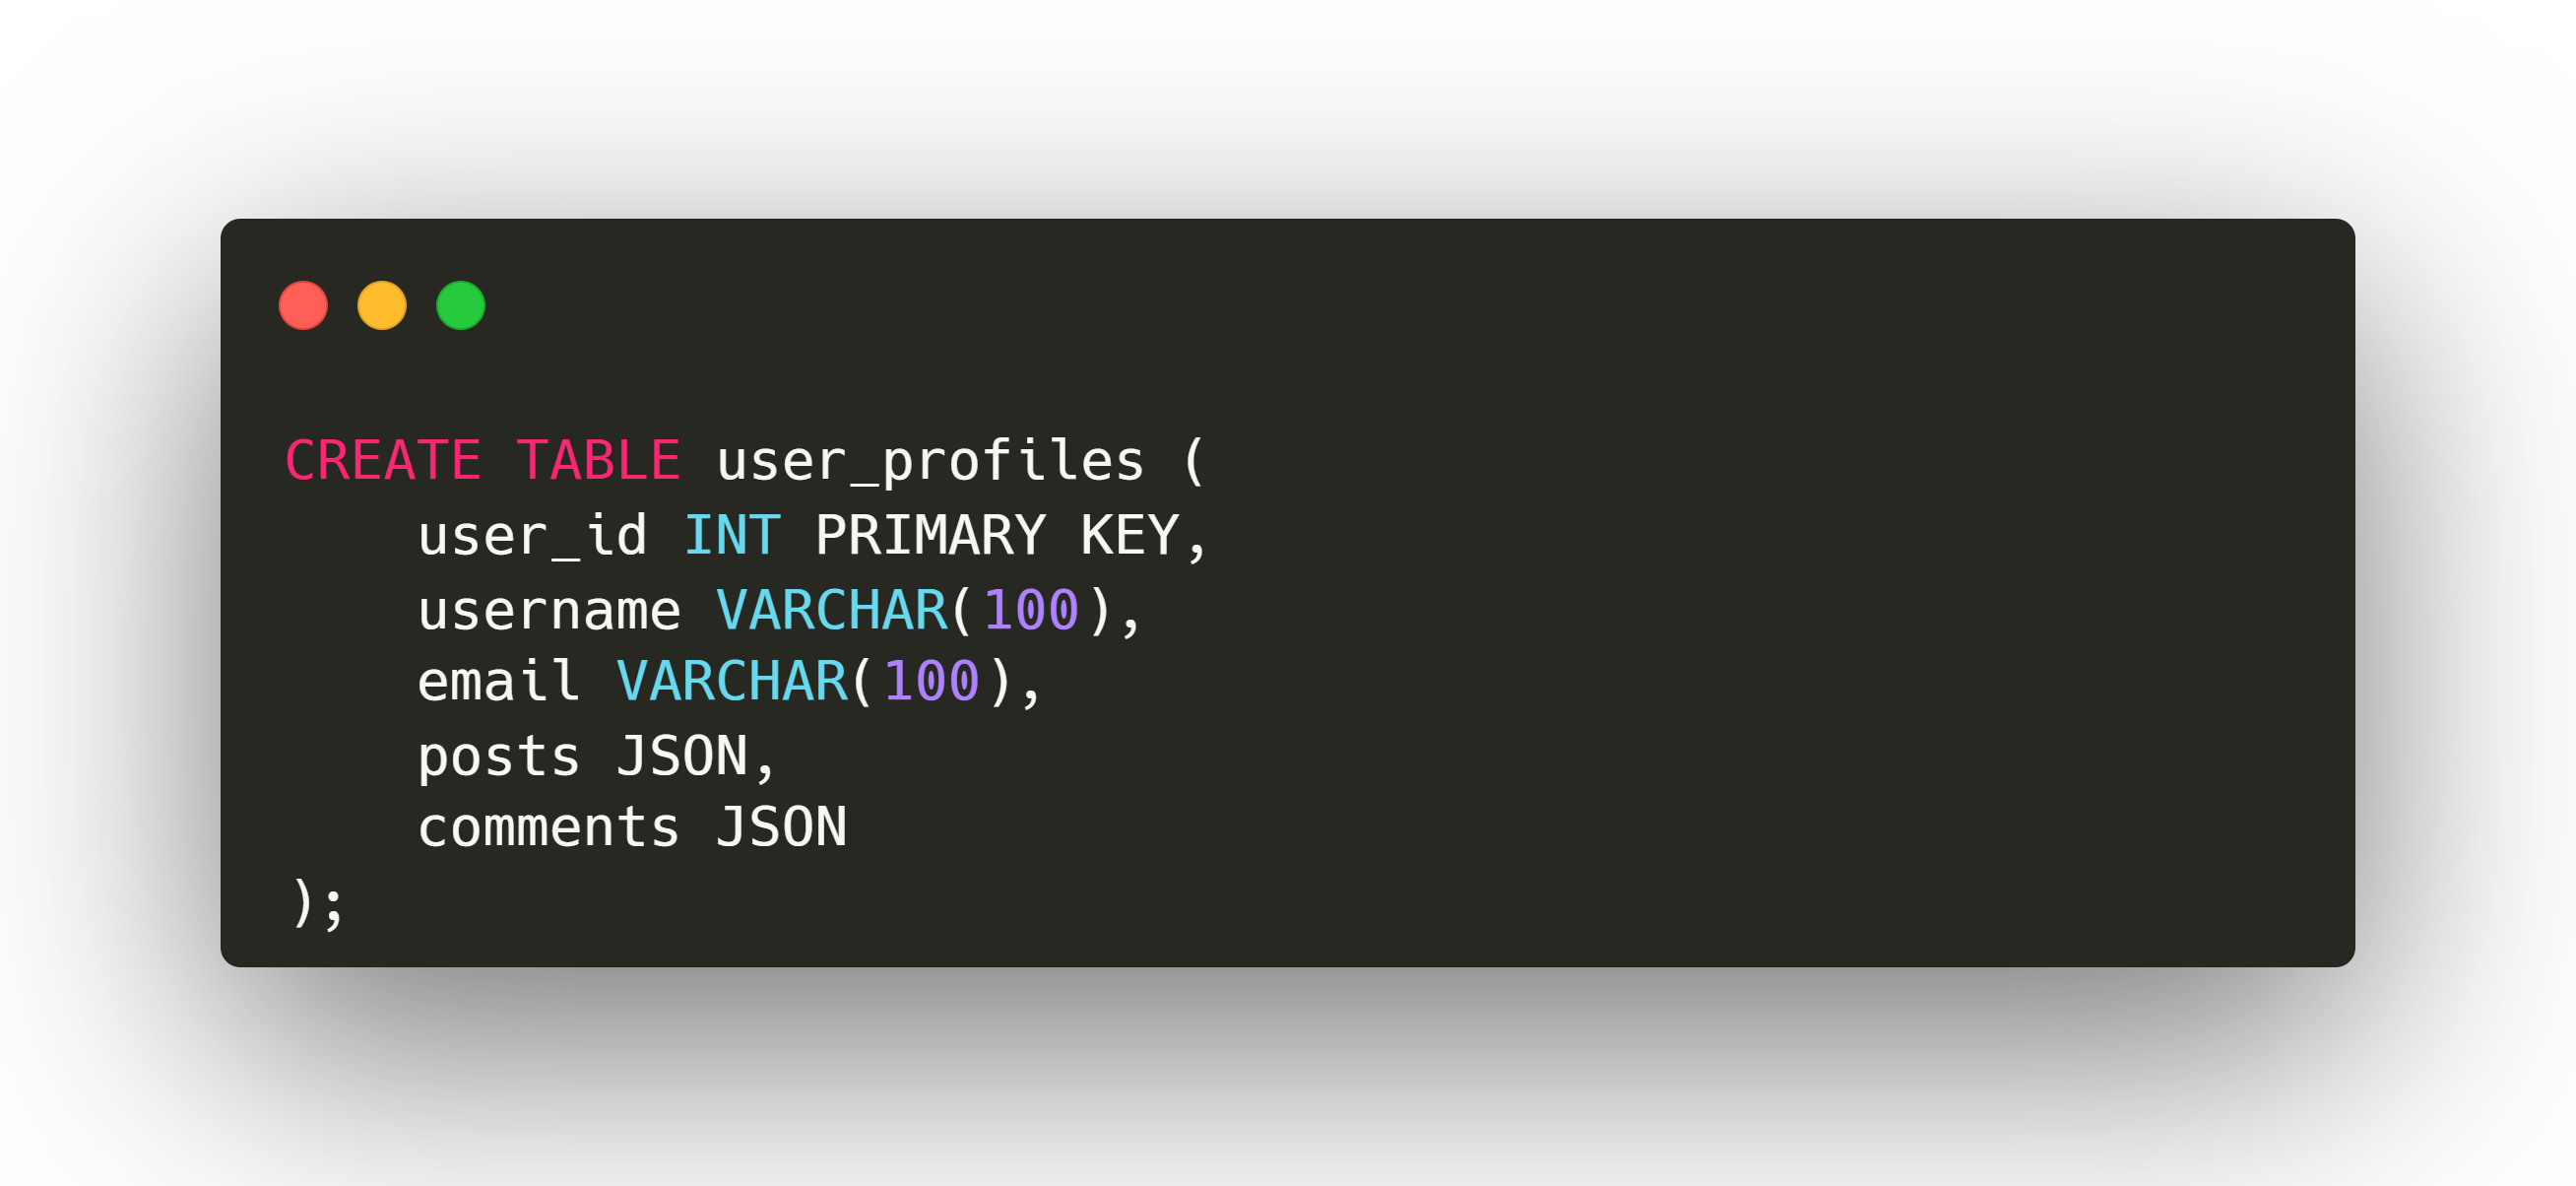 CREATE TABLE user_profiles (
    user_id INT PRIMARY KEY,
    username VARCHAR(100),
    email VARCHAR(100),
    posts JSON,
    comments JSON
);